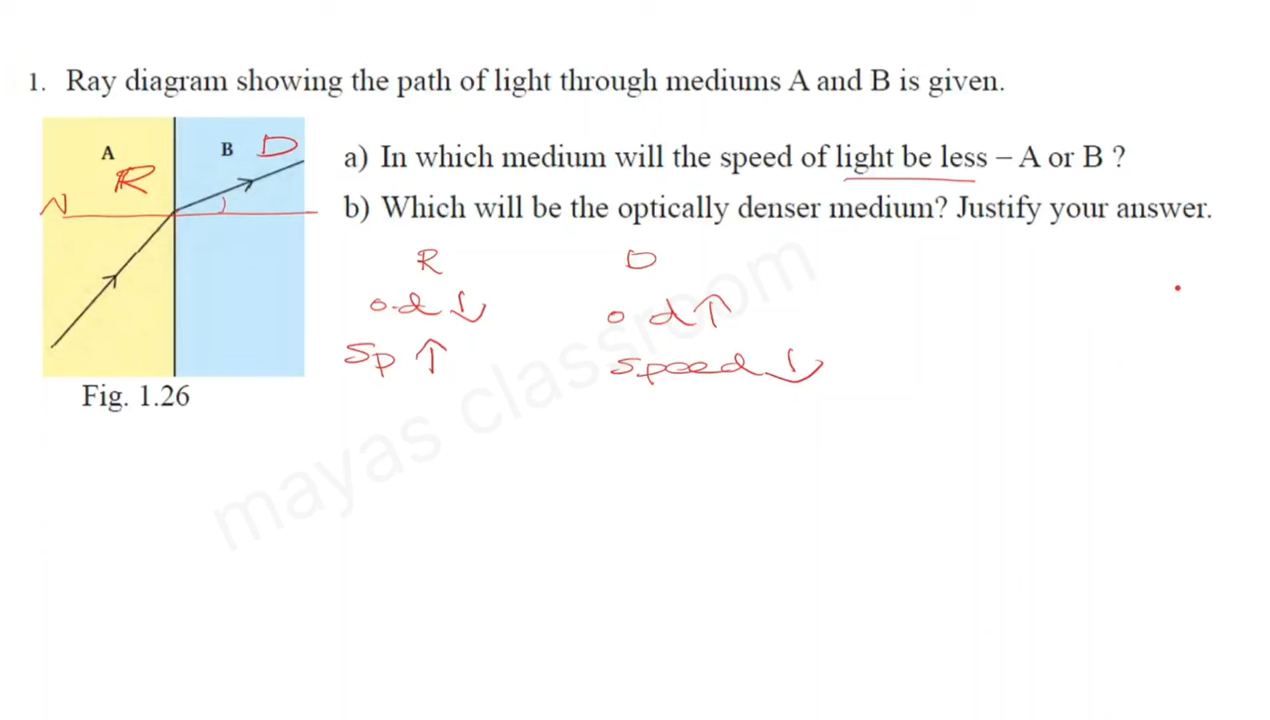 1. Ray diagram showing the path of light through mediums A and B is given.
A
R
B D
N
a) In which medium will the speed of light be less – A or B ?
b) Which will be the optically denser medium? Justify your answer.
R D
o.d ↓ o d ↑
Sp ↑ speed ↓
Fig. 1.26
mayas classroom